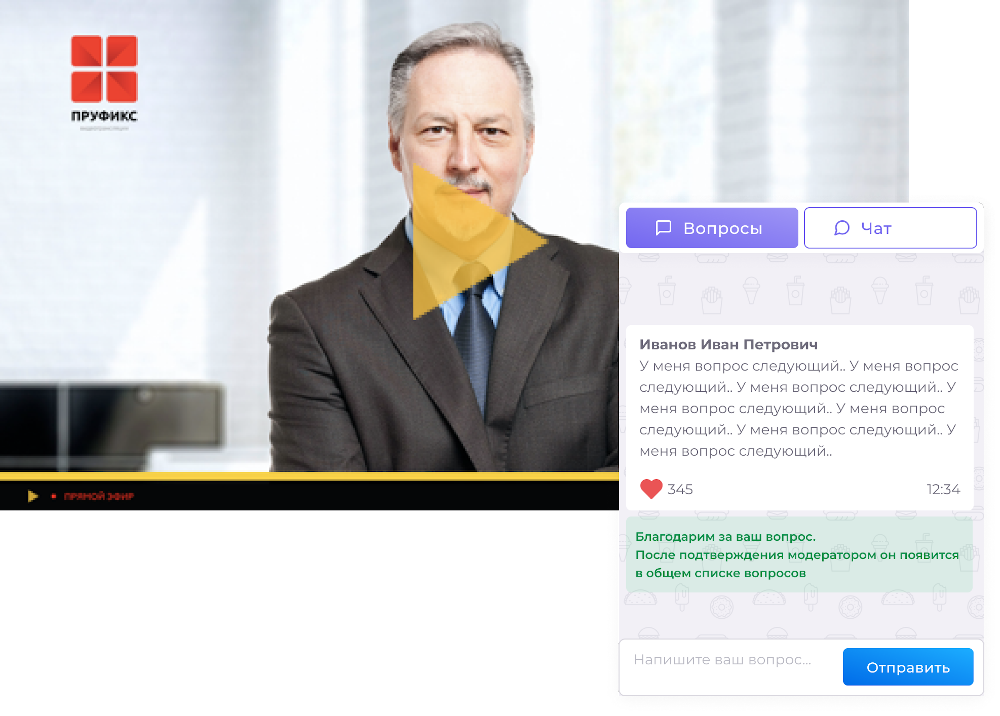 ПРУФИКС
ВИДЕОТРАНСЛЯЦИИ
ПРЯМОЙ ЭФИР
Вопросы
Чат
Иванов Иван Петрович
У меня вопрос следующий.. У меня вопрос
следующий.. У меня вопрос следующий.. У
меня вопрос следующий.. У меня вопрос
следующий.. У меня вопрос следующий.. У
меня вопрос следующий..
345
12:34
Благодарим за ваш вопрос.
После подтверждения модератором он появится
в общем списке вопросов
Напишите ваш вопрос...
Отправить